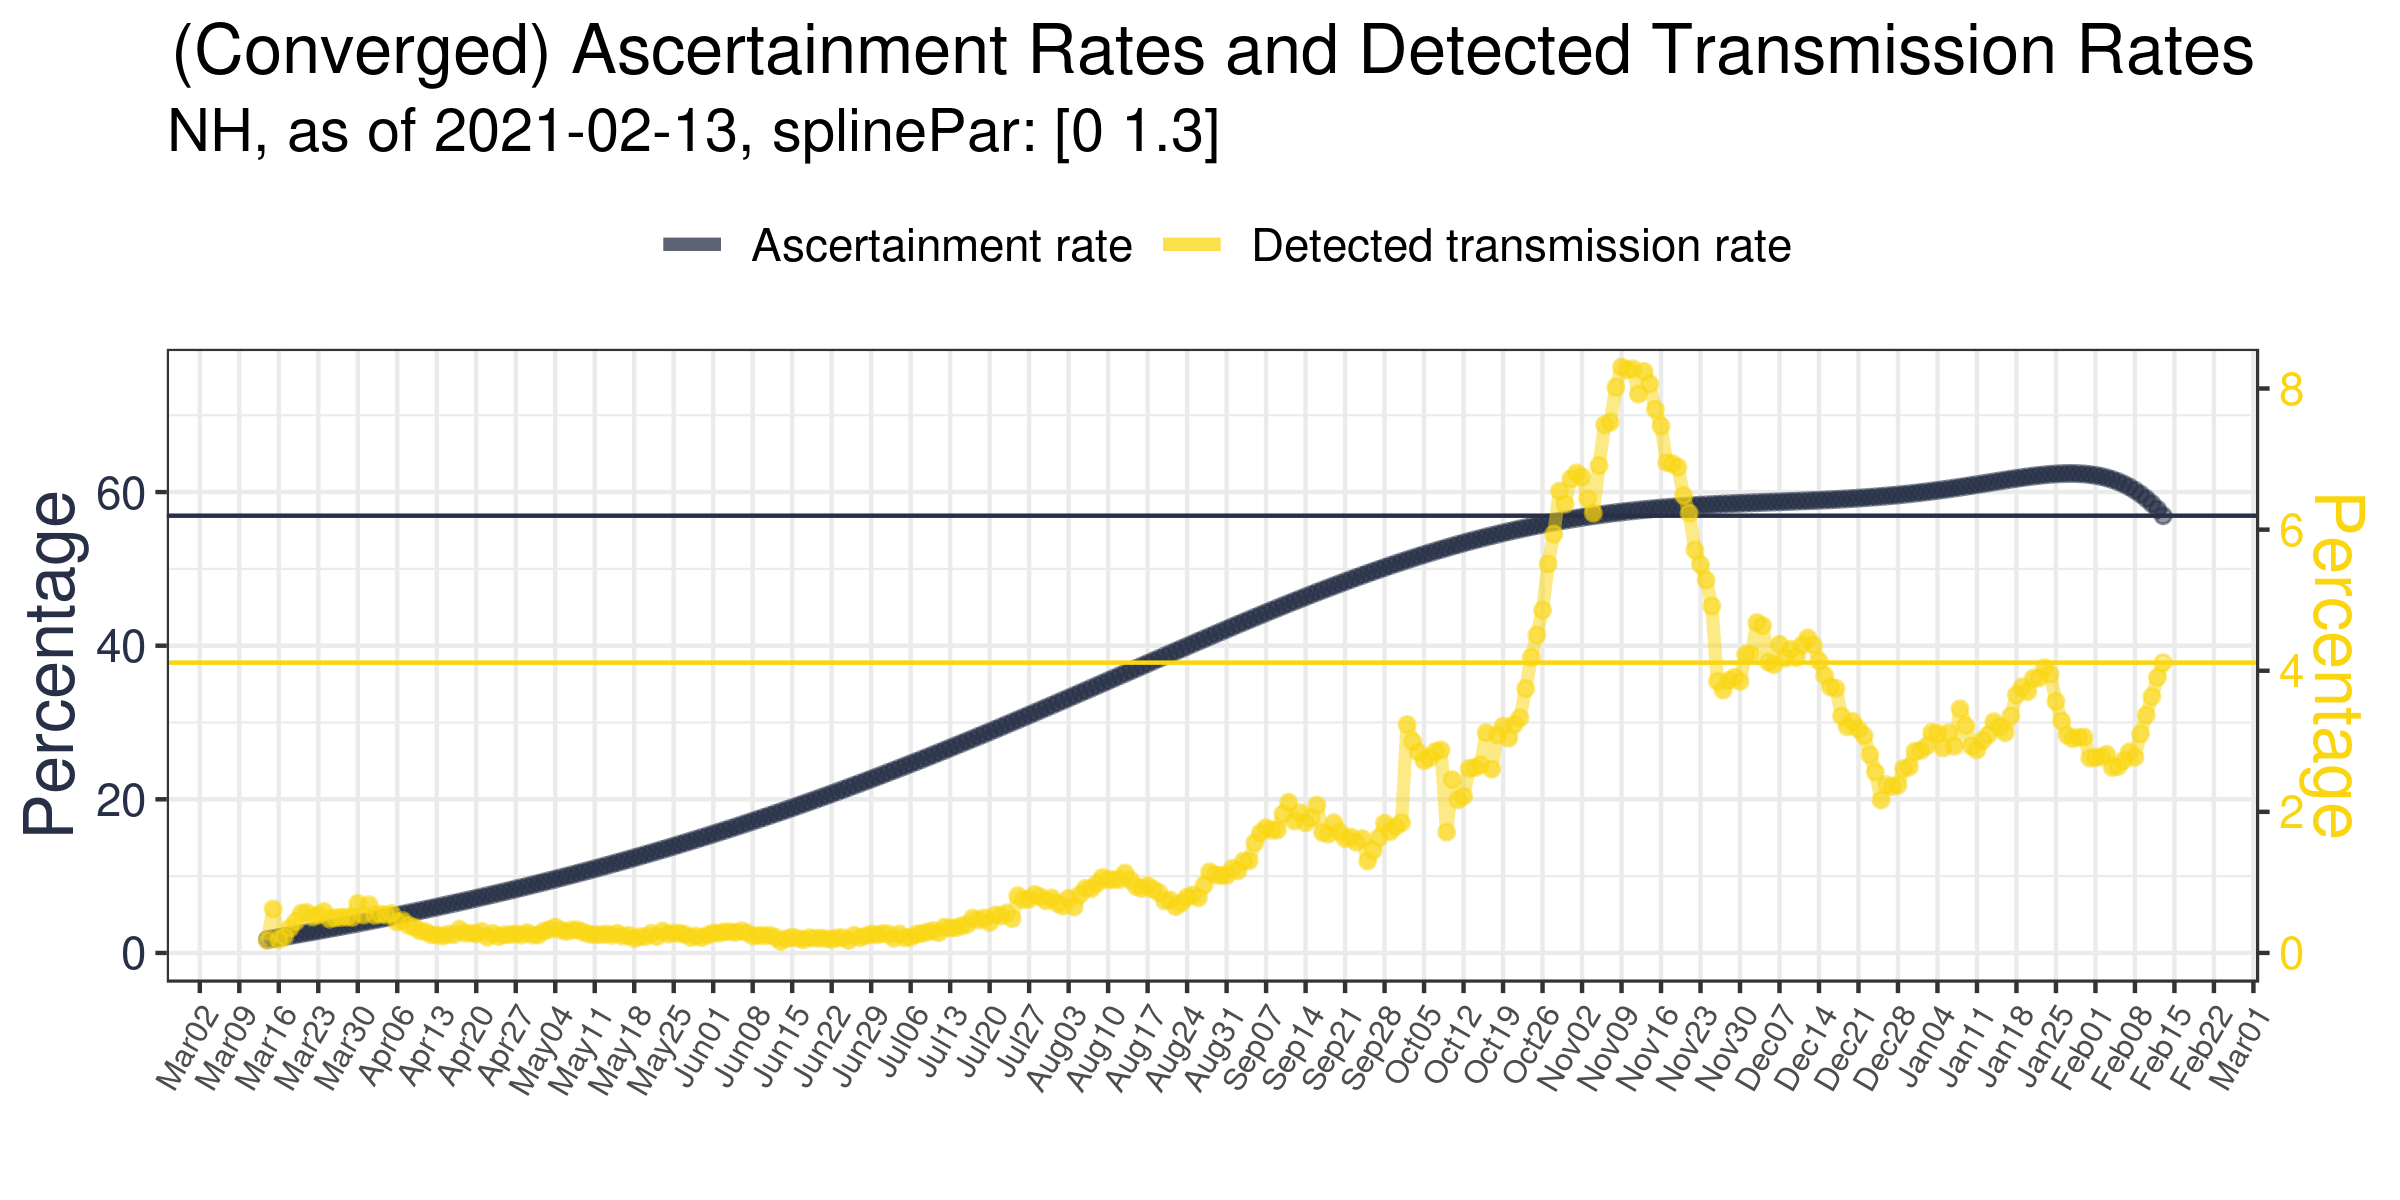 (Converged) Ascertainment Rates and Detected Transmission Rates
NH, as of 2021-02-13, splinePar: [0 1.3]
Ascertainment rate
Detected transmission rate
Percentage
60
40
20
0
8
6
4
2
0
Percentage
Mar02
Mar09
Mar16
Mar23
Mar30
Apr06
Apr13
Apr20
Apr27
May04
May11
May18
May25
Jun01
Jun08
Jun15
Jun22
Jun29
Jul06
Jul13
Jul20
Jul27
Aug03
Aug10
Aug17
Aug24
Aug31
Sep07
Sep14
Sep21
Sep28
Oct05
Oct12
Oct19
Oct26
Nov02
Nov09
Nov16
Nov23
Nov30
Dec07
Dec14
Dec21
Dec28
Jan04
Jan11
Jan18
Jan25
Feb01
Feb08
Feb15
Feb22
Mar01